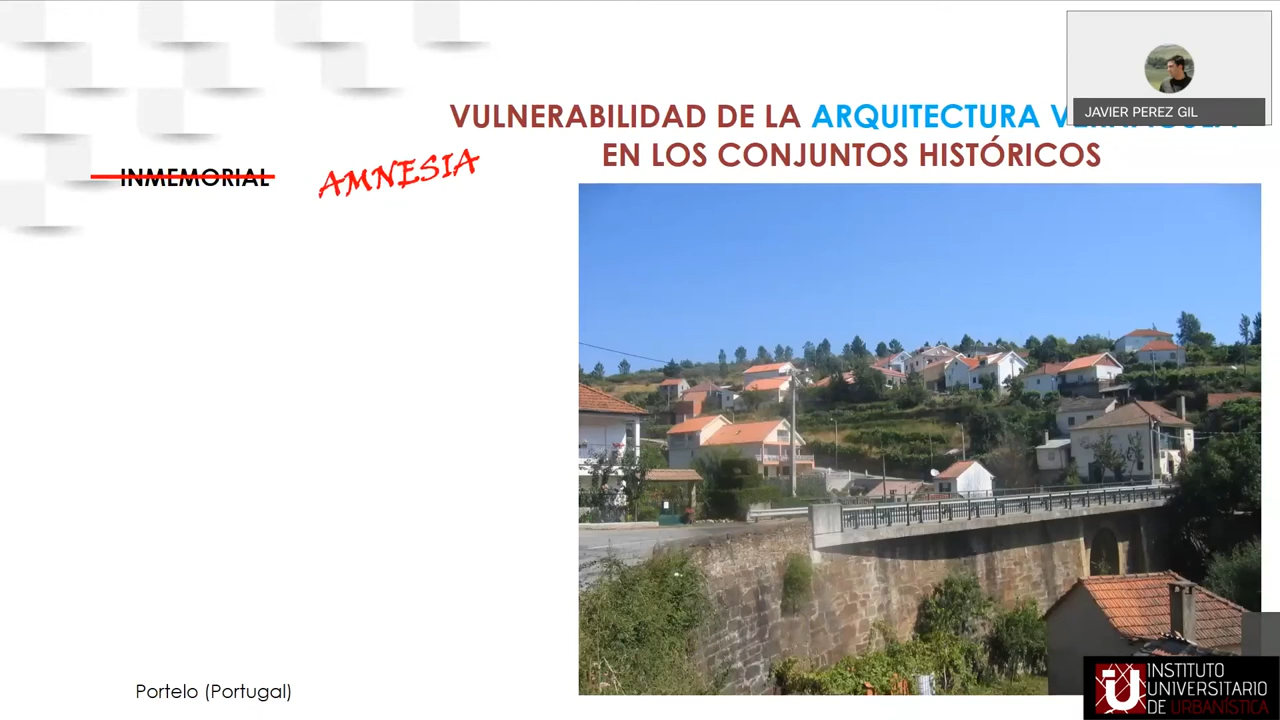 JAVIER PEREZ GIL
VULNERABILIDAD DE LA ARQUITECTURA
EN LOS CONJUNTOS HISTÓRICOS
INMEMORIAL
AMNESIA
Portelo (Portugal)
IU
INSTITUTO
UNIVERSITARIO
DE URBANÍSTICA